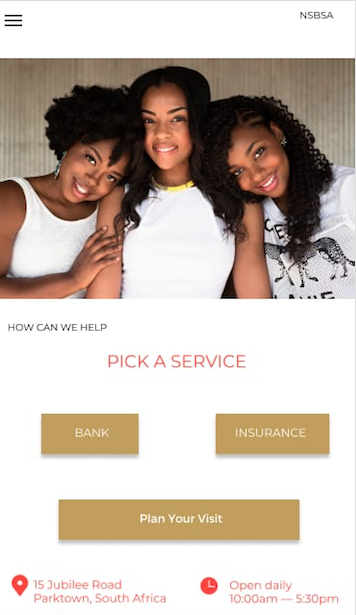 NSBSA
HOW CAN WE HELP
PICK A SERVICE
BANK
INSURANCE
Plan Your Visit
15 Jubilee Road
Parktown, South Africa
Open daily
10:00am — 5:30pm